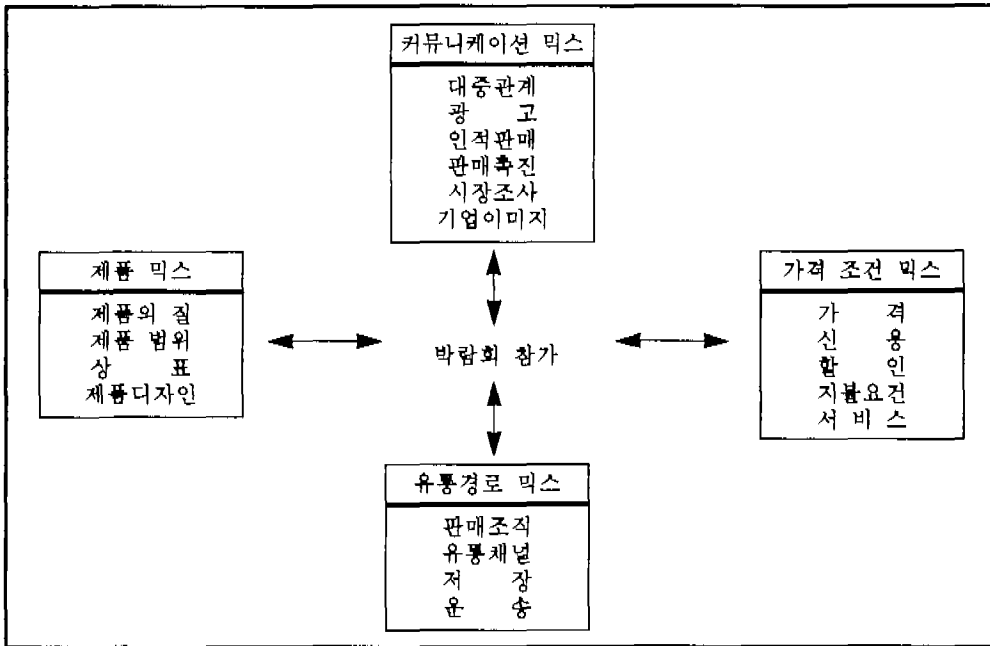 커뮤니케이션 믹스
대중관계
광 고
인적판매
판매촉진
시장조사
기업이미지
제품 믹스
제품의 질
제품 범위
상 표
제품디자인
박람회 참가
가격 조건 믹스
가 격
신 용
할 인
지불요건
서 비 스
유통경로 믹스
판매조직
유통채널
저 장
운 송